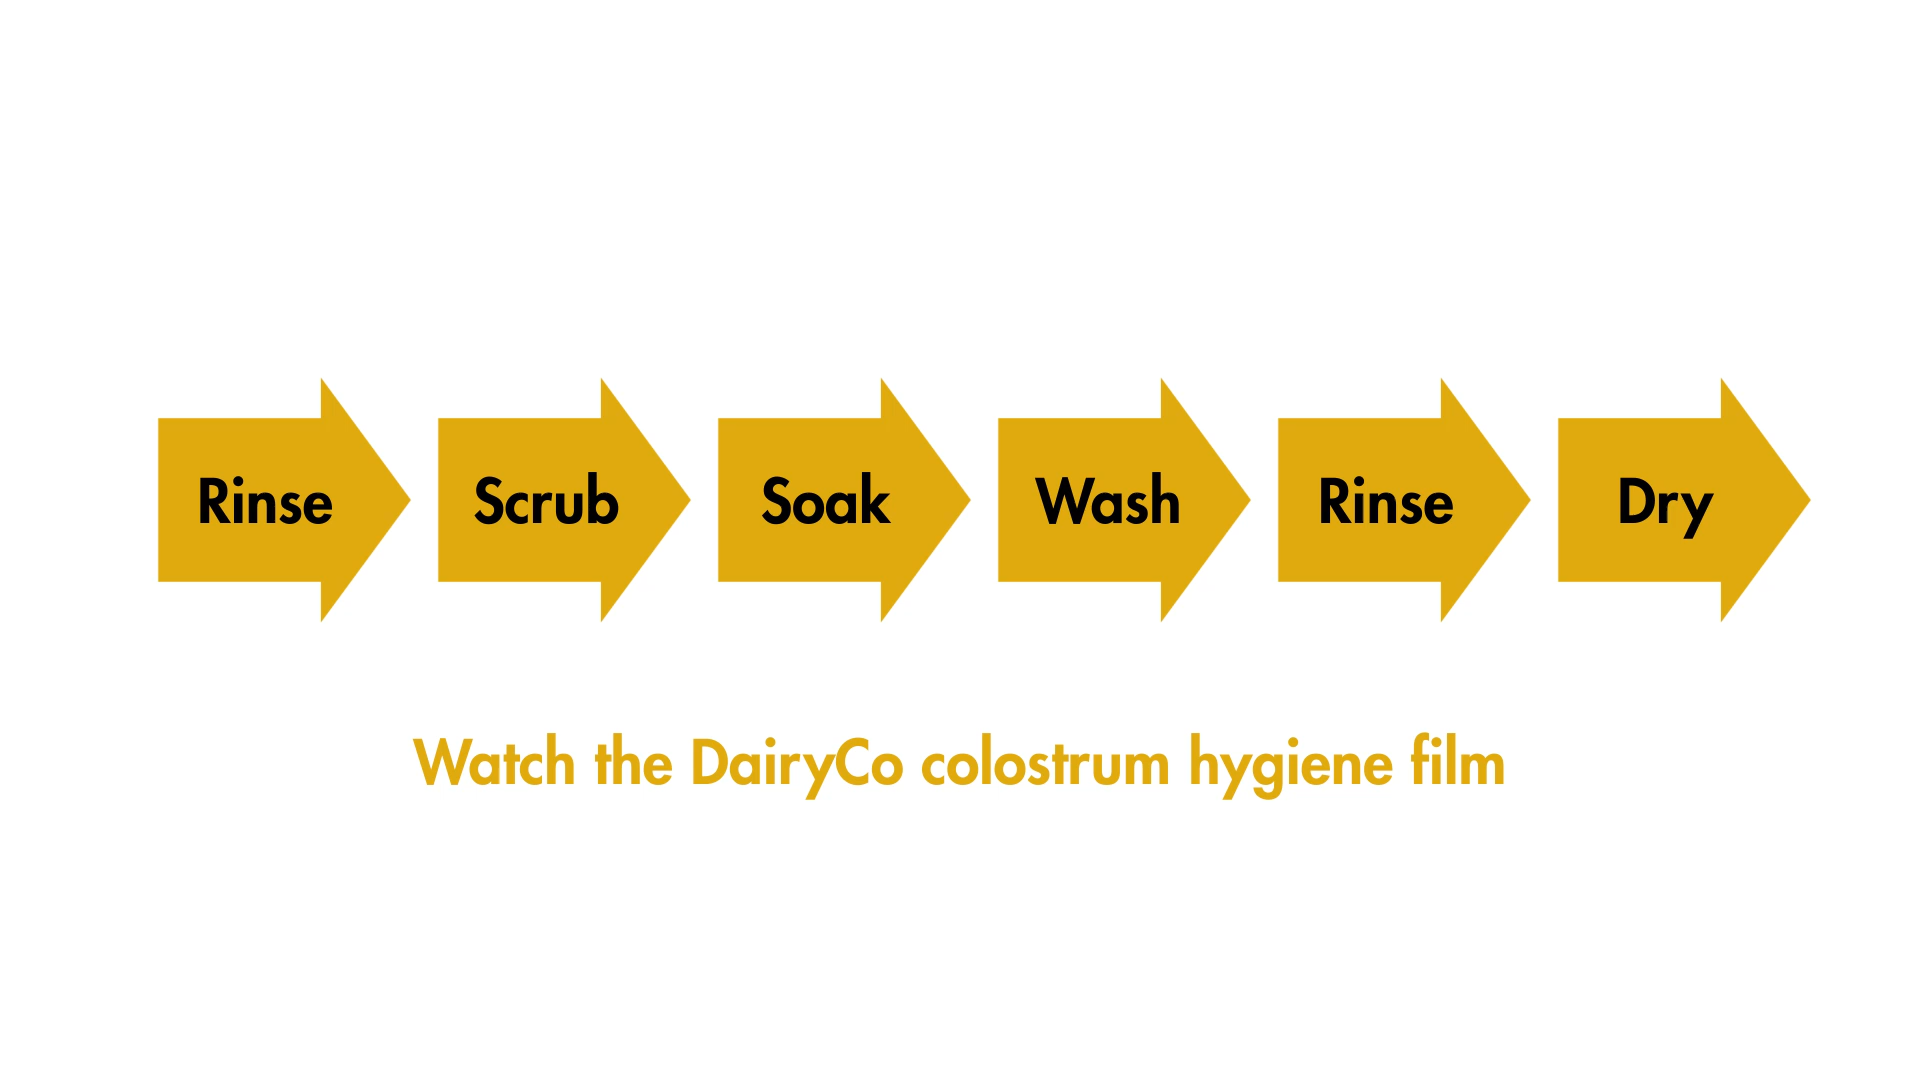 Rinse Scrub Soak Wash Rinse Dry
Watch the DairyCo colostrum hygiene film